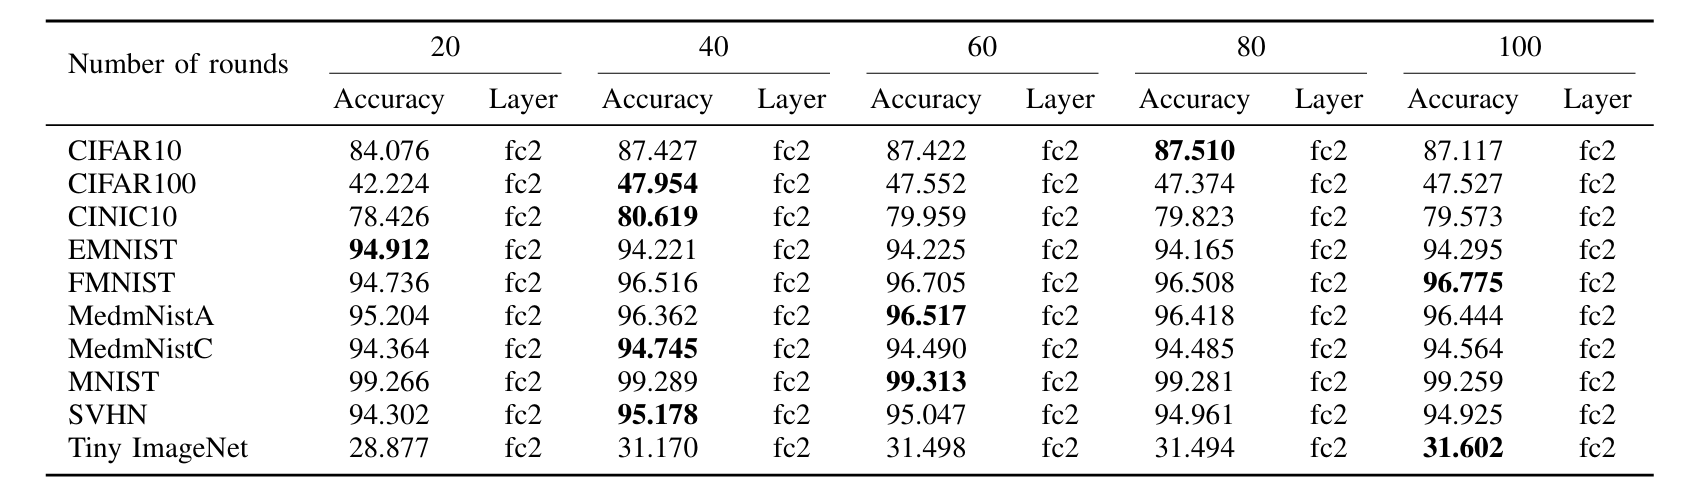 Number of rounds 20 40 60 80 100
Accuracy Layer Accuracy Layer Accuracy Layer Accuracy Layer Accuracy Layer
CIFAR10 84.076 fc2 87.427 fc2 87.422 fc2 87.510 fc2 87.117 fc2
CIFAR100 42.224 fc2 47.954 fc2 47.552 fc2 47.374 fc2 47.527 fc2
CINIC10 78.426 fc2 80.619 fc2 79.959 fc2 79.823 fc2 79.573 fc2
EMNIST 94.912 fc2 94.221 fc2 94.225 fc2 94.165 fc2 94.295 fc2
FMNIST 94.736 fc2 96.516 fc2 96.705 fc2 96.508 fc2 96.775 fc2
MedmNistA 95.204 fc2 96.362 fc2 96.517 fc2 96.418 fc2 96.444 fc2
MedmNistC 94.364 fc2 94.745 fc2 94.490 fc2 94.485 fc2 94.564 fc2
MNIST 99.266 fc2 99.289 fc2 99.313 fc2 99.281 fc2 99.259 fc2
SVHN 94.302 fc2 95.178 fc2 95.047 fc2 94.961 fc2 94.925 fc2
Tiny ImageNet 28.877 fc2 31.170 fc2 31.498 fc2 31.494 fc2 31.602 fc2